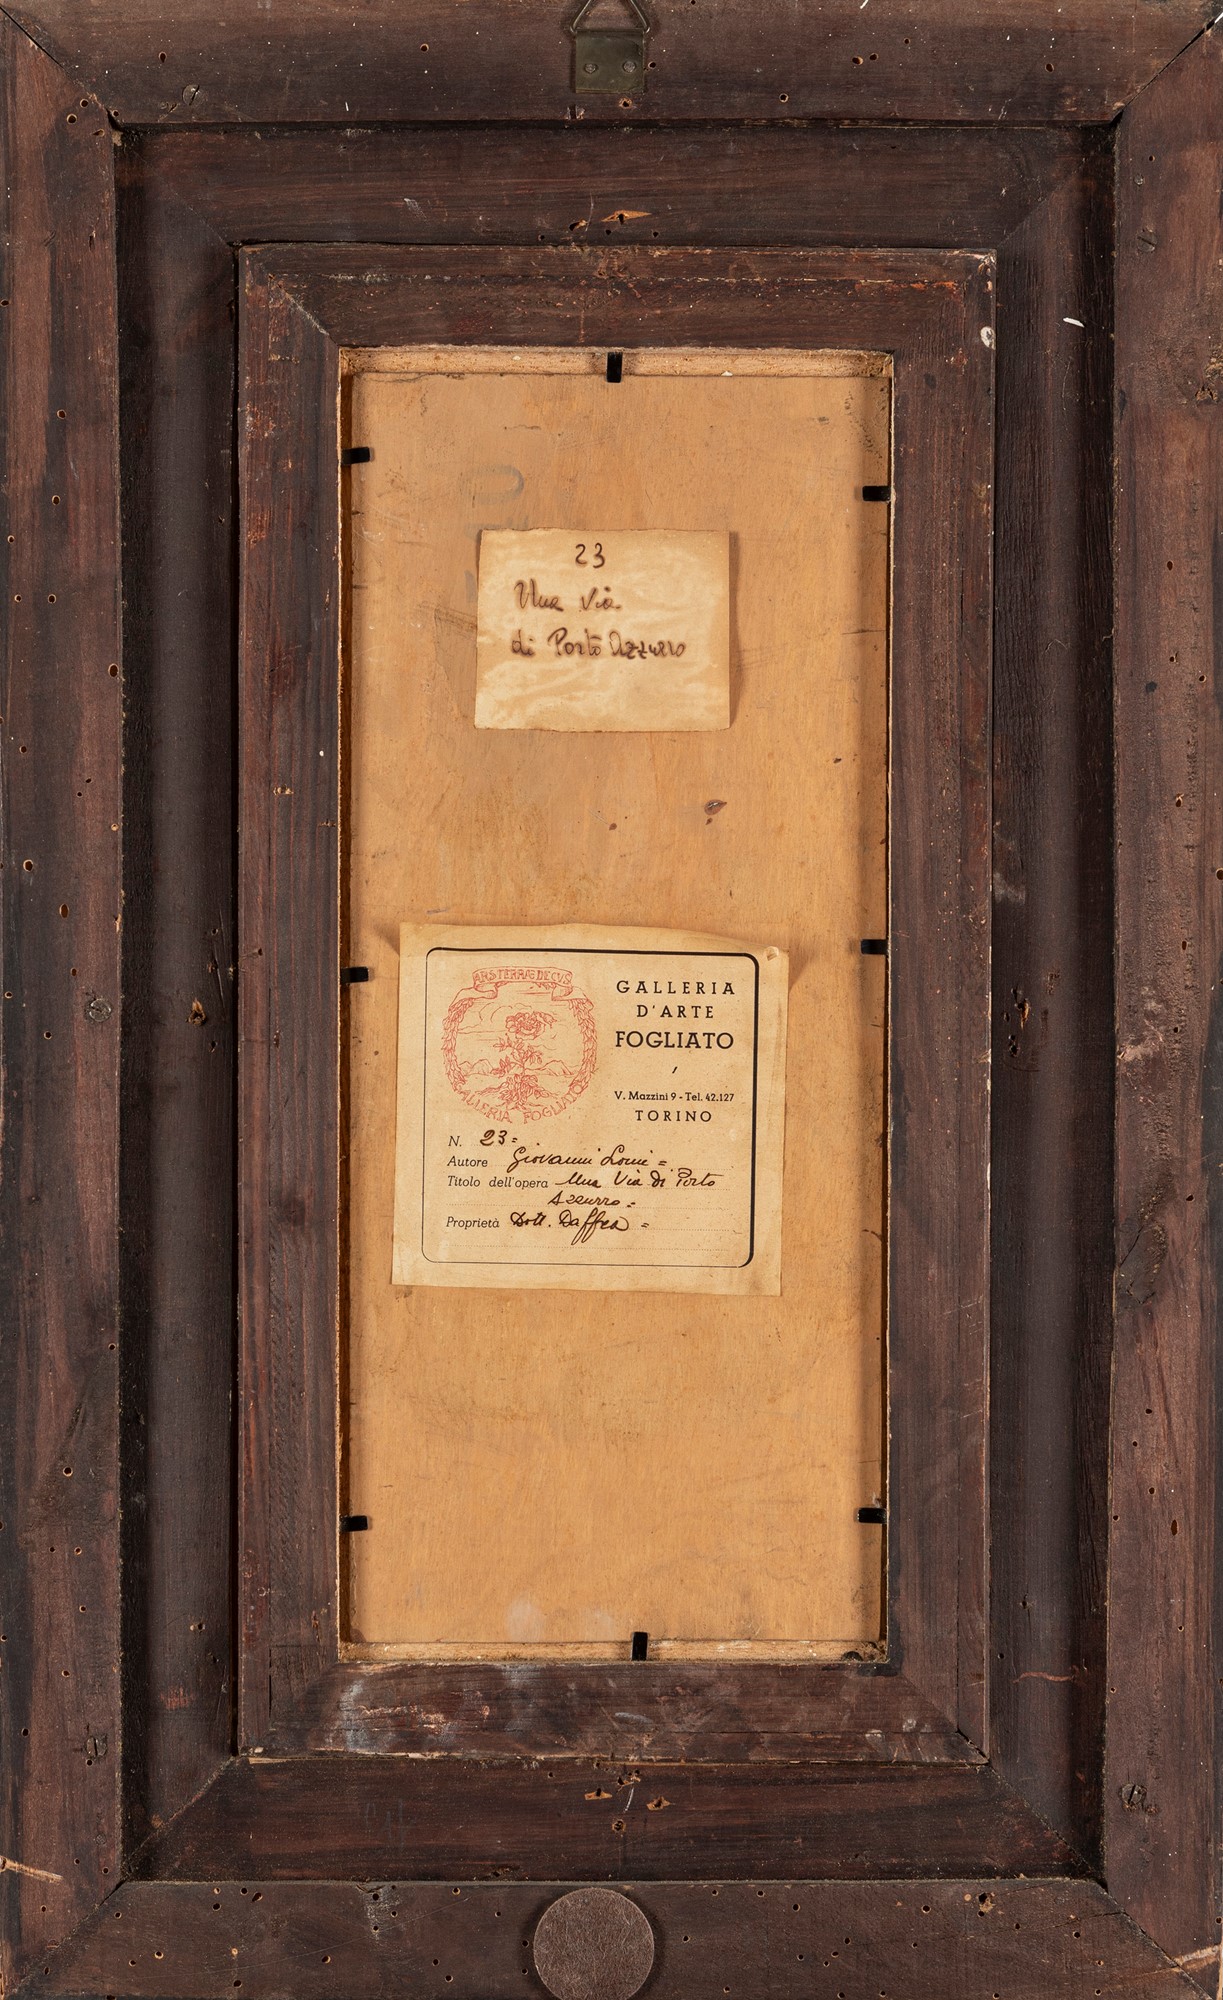 23
Una Via
di Porto Azzurro
ARS TERRAE DECVS
GALLERIA FOGLIATO
GALLERIA
D'ARTE
FOGLIATO
V. Mazzini 9 - Tel. 42.127
TORINO
N. 23=
Autore Giovanni Lomi =
Titolo dell'opera Una Via di Porto
Azzurro =
Proprietà Dott. Daffra =